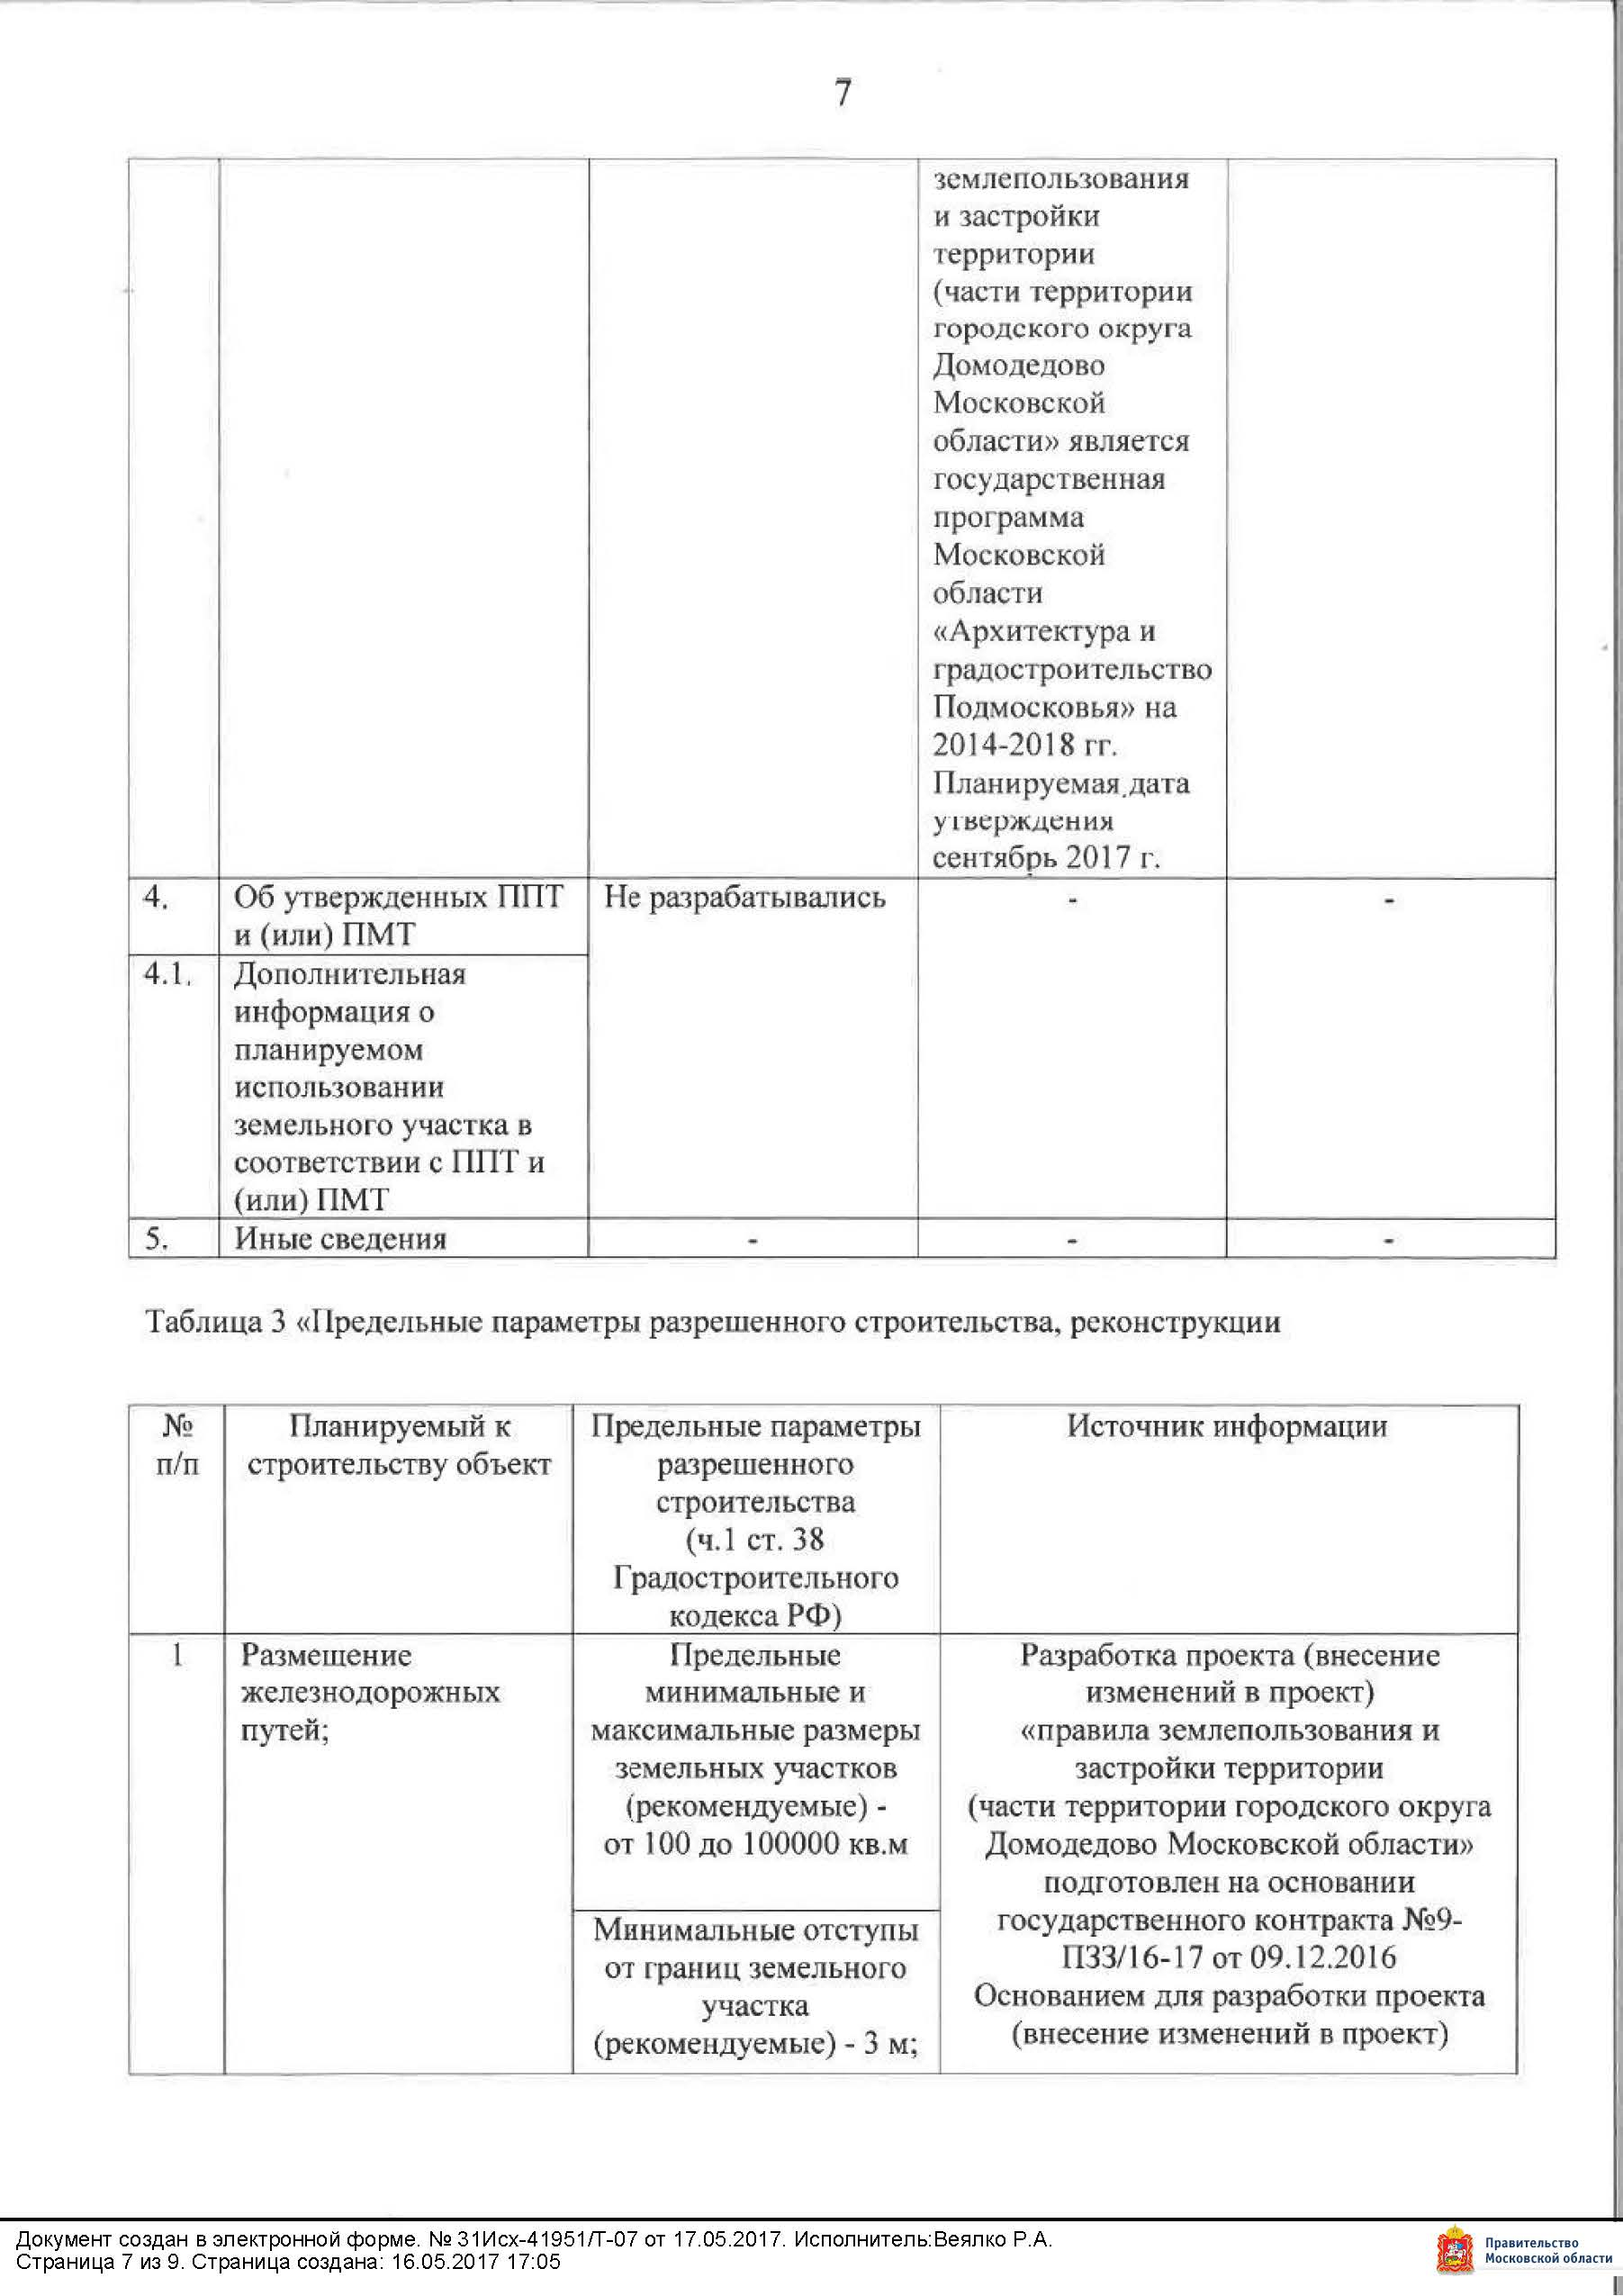 7
землепользования
и застройки
территории
(части территории
городского округа
Домодедово
Московской
области» является
государственная
программа
Московской
области
«Архитектура и
градостроительство
Подмосковья» на
2014-2018 гг.
Планируемая дата
утверждения
сентябрь 2017 г.
4.
Об утвержденных ППТ
и (или) ПМТ
Не разрабатывались
-
-
4.1.
Дополнительная
информация о
планируемом
использовании
земельного участка в
соответствии с ППТ и
(или) ПМТ
5.
Иные сведения
-
-
-
Таблица 3 «Предельные параметры разрешенного строительства, реконструкции
№
п/п
Планируемый к
строительству объект
Предельные параметры
разрешенного
строительства
(ч.1 ст. 38
Градостроительного
кодекса РФ)
Источник информации
1
Размещение
железнодорожных
путей;
Предельные
минимальные и
максимальные размеры
земельных участков
(рекомендуемые) -
от 100 до 100000 кв.м
Минимальные отступы
от границ земельного
участка
(рекомендуемые) - 3 м;
Разработка проекта (внесение
изменений в проект)
«правила землепользования и
застройки территории
(части территории городского округа
Домодедово Московской области»
подготовлен на основании
государственного контракта №9-
ПЗЗ/16-17 от 09.12.2016
Основанием для разработки проекта
(внесение изменений в проект)
Документ создан в электронной форме. № 31Исх-41951/Т-07 от 17.05.2017. Исполнитель:Веялко Р.А.
Страница 7 из 9. Страница создана: 16.05.2017 17:05
Правительство
Московской области